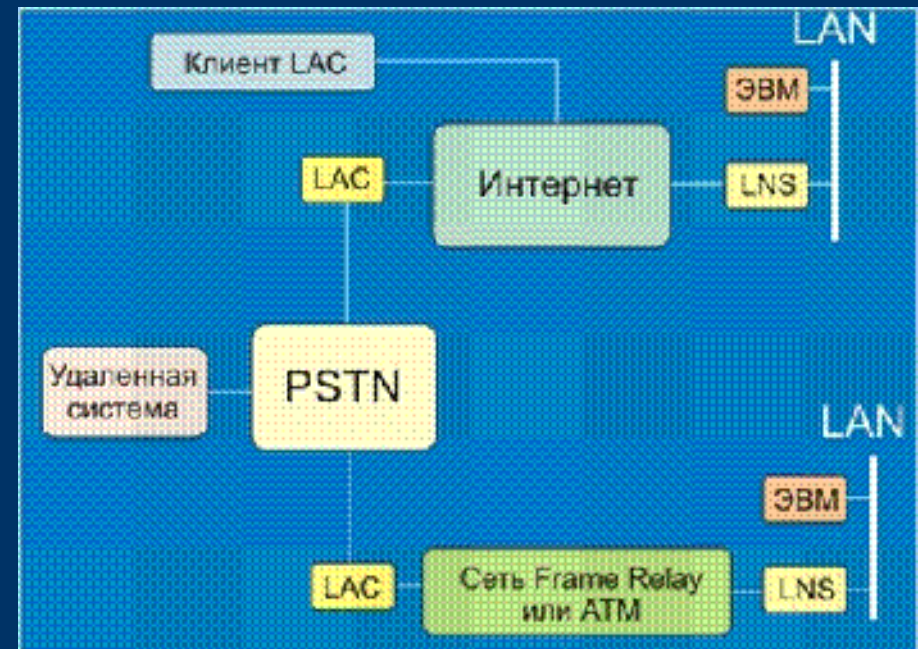 LAN
Клиент LAC
ЭВМ
LAC
Интернет
LNS
Удаленная
система
PSTN
LAN
ЭВМ
LAC
Сеть Frame Relay
или ATM
LNS